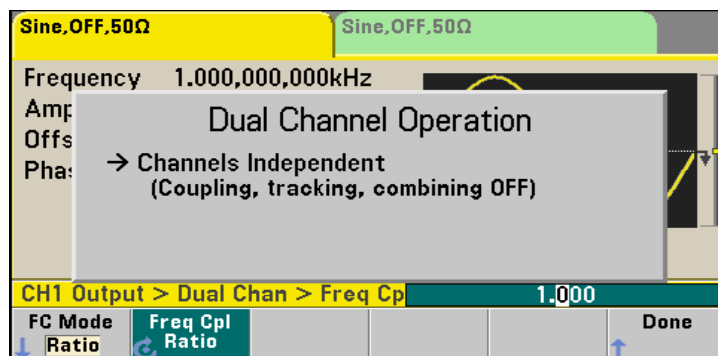 Sine,OFF,50Ω
Sine,OFF,50Ω
Frequency 1.000,000,000kHz
Amp
Offs
Phas
Dual Channel Operation
→ Channels Independent
(Coupling, tracking, combining OFF)
CH1 Output > Dual Chan > Freq Cp 1.000
FC Mode Freq Cpl Done
Ratio Ratio